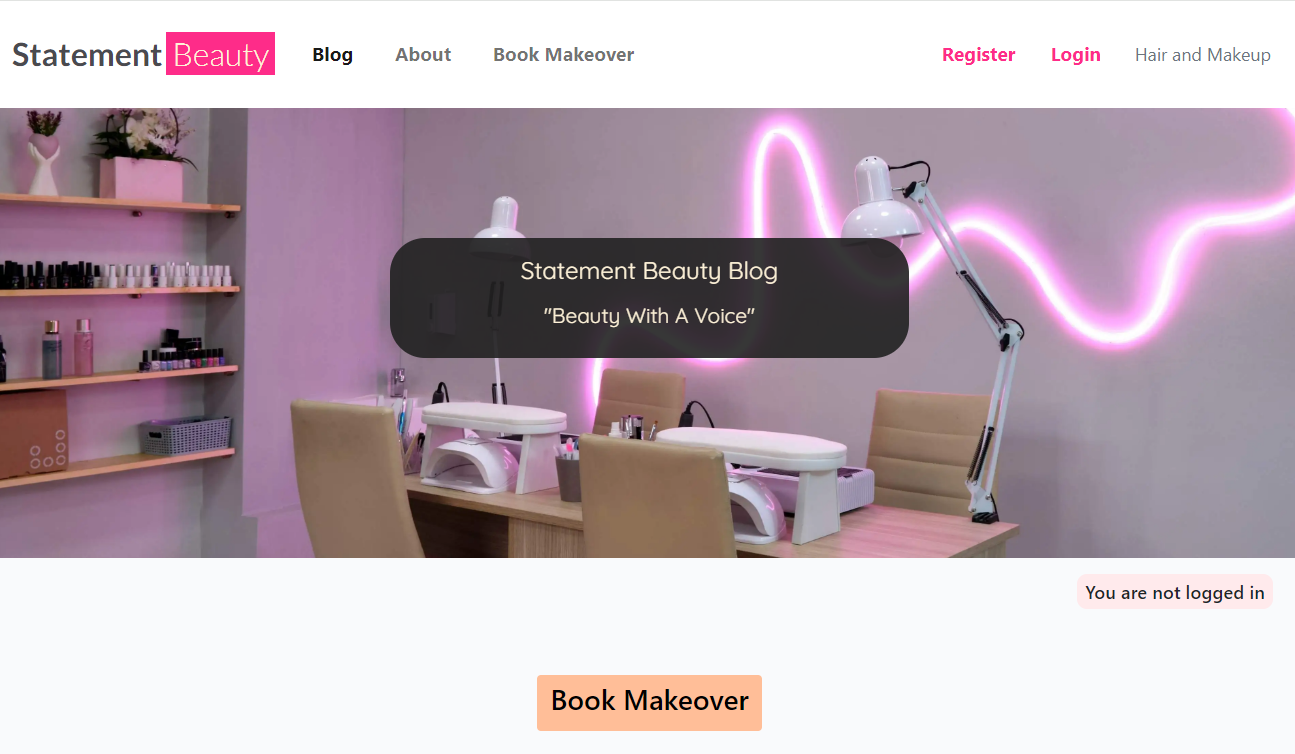 Statement Beauty Blog About Book Makeover Register Login Hair and Makeup
Statement Beauty Blog
"Beauty With A Voice"
You are not logged in
Book Makeover